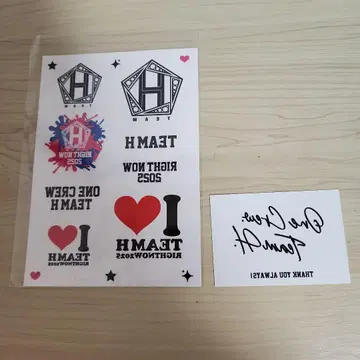 H
TEAM
H
TEAM
H
RIGHT NOW
2025
TEAM H
RIGHT NOW
2025
ONE CREW
TEAM H
I
TEAM H
RIGHTNOW2025
I
TEAM H
RIGHTNOW2025
One Crew.
Team H.
THANK YOU ALWAYS!